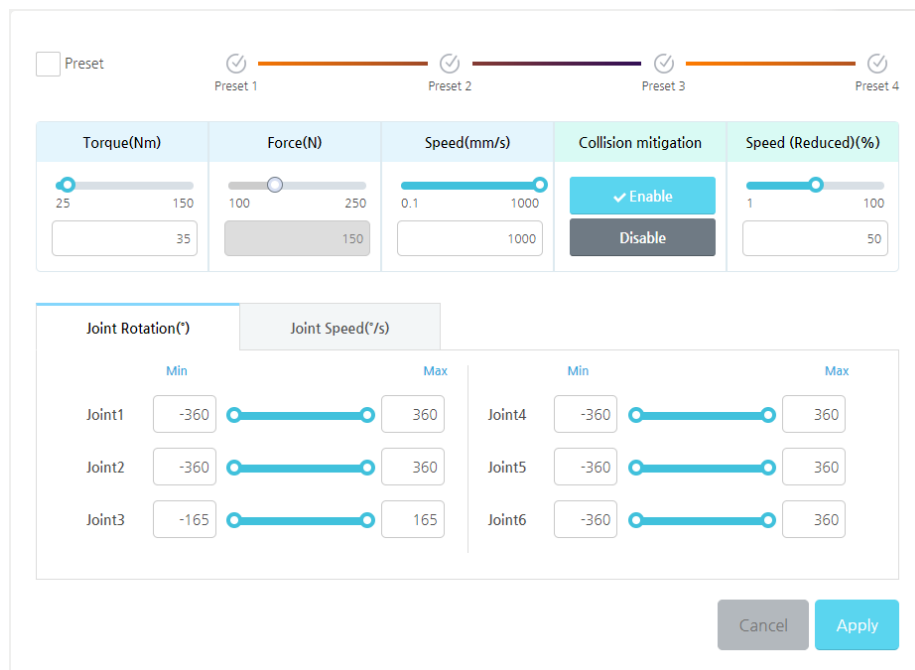 Preset
Preset 1 Preset 2 Preset 3 Preset 4
Torque(Nm) Force(N) Speed(mm/s) Collision mitigation Speed (Reduced)(%)
25 150 100 250 0.1 1000 Enable 1 100
35 150 1000 Disable 50
Joint Rotation(°) Joint Speed(°/s)
Min Max Min Max
Joint1 -360 360 Joint4 -360 360
Joint2 -360 360 Joint5 -360 360
Joint3 -165 165 Joint6 -360 360
Cancel Apply